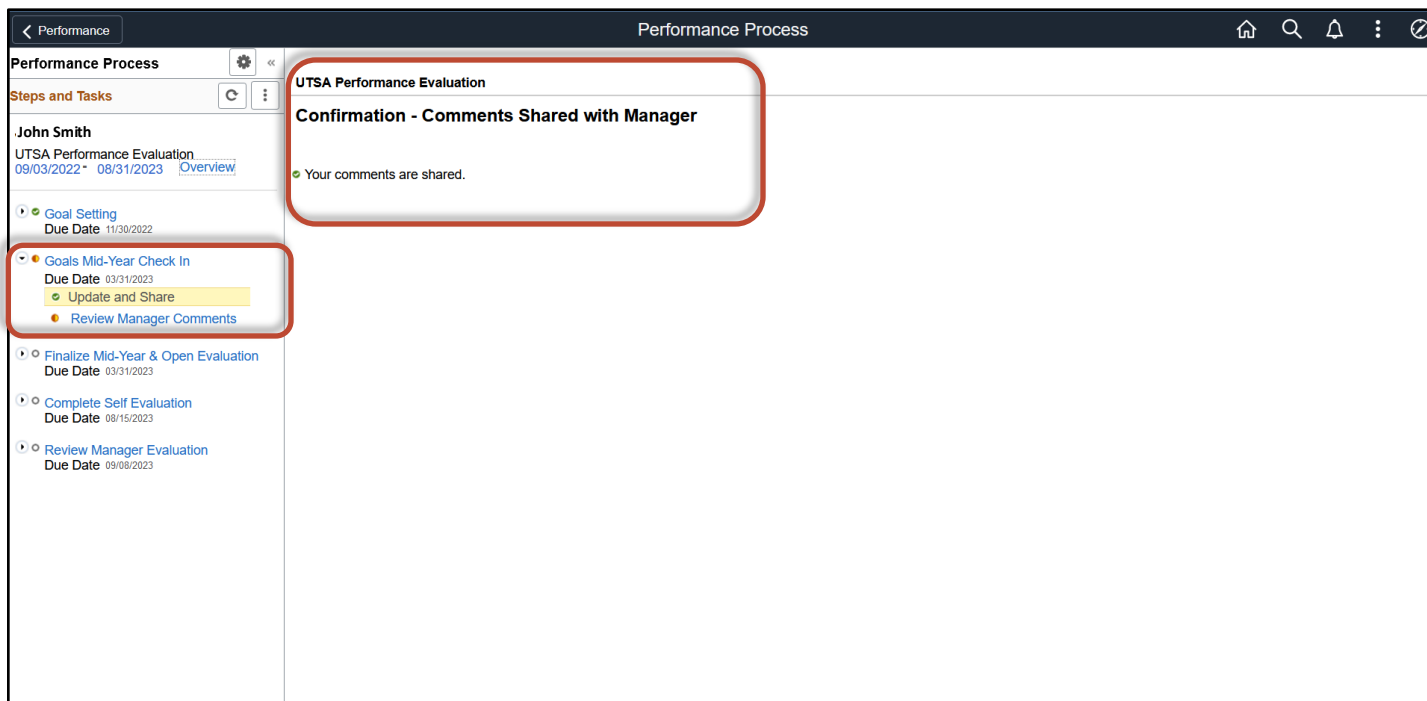 Performance
Performance Process
Performance Process
«
Steps and Tasks
.John Smith
UTSA Performance Evaluation
09/03/2022 - 08/31/2023 Overview
Goal Setting
Due Date 11/30/2022
Goals Mid-Year Check In
Due Date 03/31/2023
Update and Share
Review Manager Comments
Finalize Mid-Year & Open Evaluation
Due Date 03/31/2023
Complete Self Evaluation
Due Date 08/15/2023
Review Manager Evaluation
Due Date 09/08/2023
UTSA Performance Evaluation
Confirmation - Comments Shared with Manager
Your comments are shared.